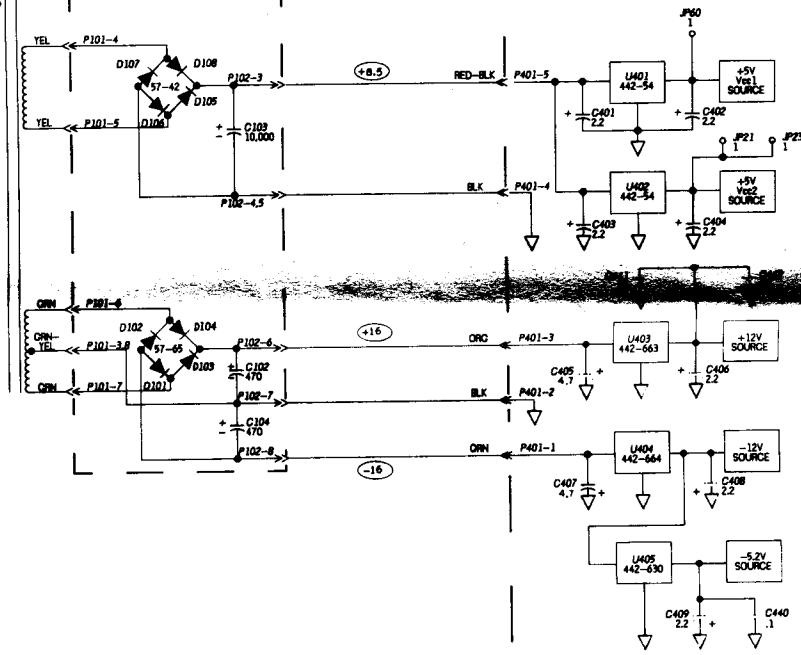 JP60
1
YEL
P101-4
D107
D108
57-42
D105
D106
P102-3
+8.5
RED-BLK
P401-5
U401
442-54
+5V
Vcc1
SOURCE
C401
2.2
C402
2.2
YEL
P101-5
+
−
C103
10,000
JP21
1
JP23
1
P102-4,5
BLK
P401-4
U402
442-54
+5V
Vcc2
SOURCE
C403
2.2
C404
2.2
GRN
P101-6
D102
D104
GRN-
YEL
P101-3,8
57-65
D103
P102-6
+16
ORG
P401-3
U403
442-663
+12V
SOURCE
C405
4.7
+
C406
2.2
+
GRN
P101-7
D101
C102
470
P102-7
BLK
P401-2
+
−
C104
470
P102-8
-16
GRN
P401-1
U404
442-664
-12V
SOURCE
C407
4.7
+
C408
2.2
+
U405
442-630
-5.2V
SOURCE
C409
2.2
+
C440
.1